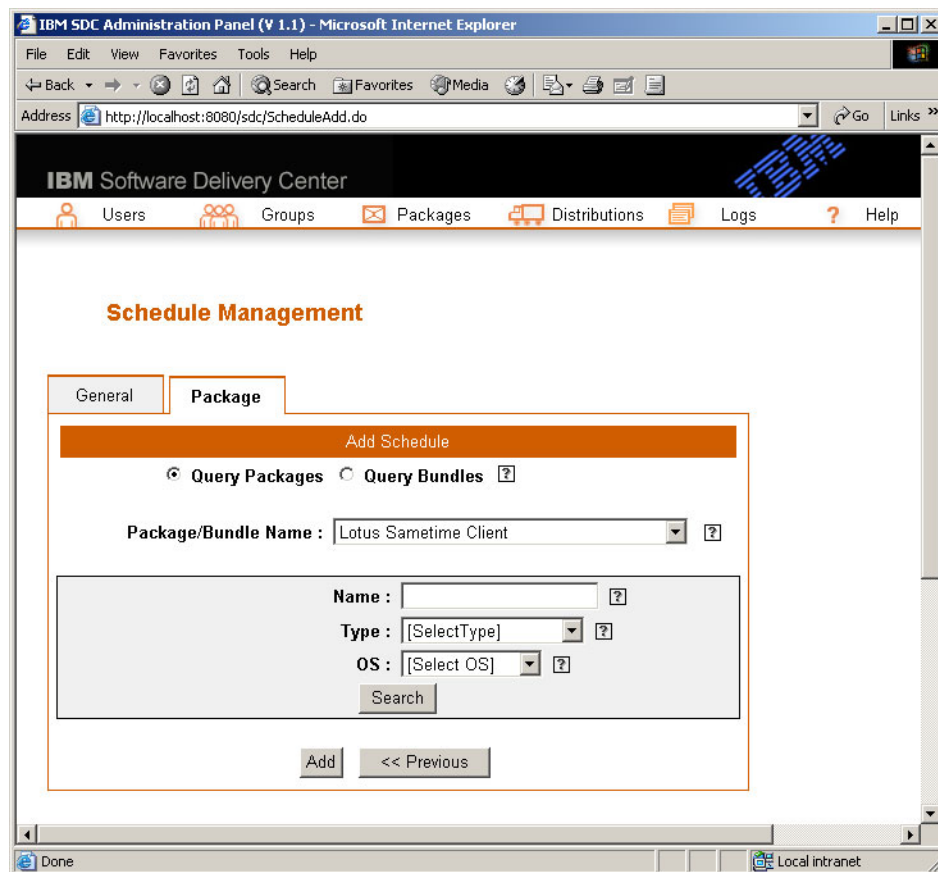 IBM SDC Administration Panel (V 1.1) - Microsoft Internet Explorer
File Edit View Favorites Tools Help
Back Search Favorites Media
Address http://localhost:8080/sdc/ScheduleAdd.do Go Links »
IBM Software Delivery Center IBM
Users Groups Packages Distributions Logs ? Help
Schedule Management
General Package
Add Schedule
Query Packages Query Bundles ?
Package/Bundle Name : Lotus Sametime Client ?
Name : ?
Type : [SelectType] ?
OS : [Select OS] ?
Search
Add << Previous
Done Local intranet